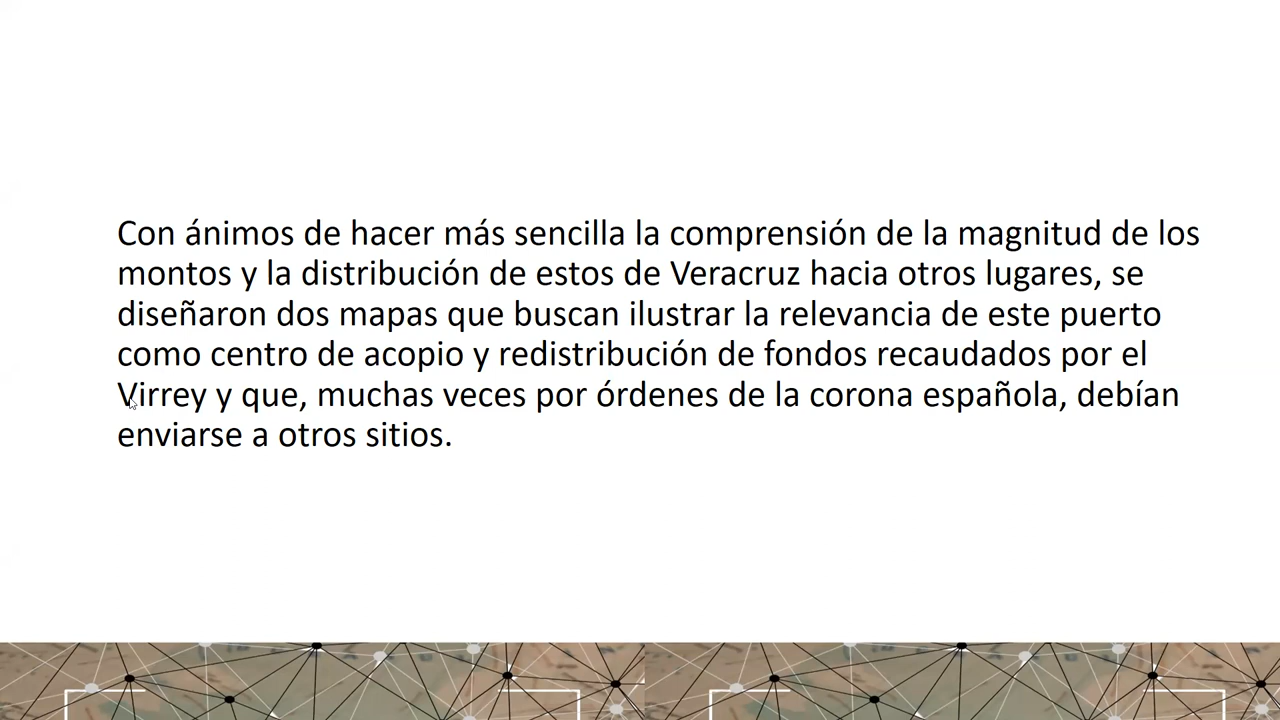 Con ánimos de hacer más sencilla la comprensión de la magnitud de los
montos y la distribución de estos de Veracruz hacia otros lugares, se
diseñaron dos mapas que buscan ilustrar la relevancia de este puerto
como centro de acopio y redistribución de fondos recaudados por el
Virrey y que, muchas veces por órdenes de la corona española, debían
enviarse a otros sitios.